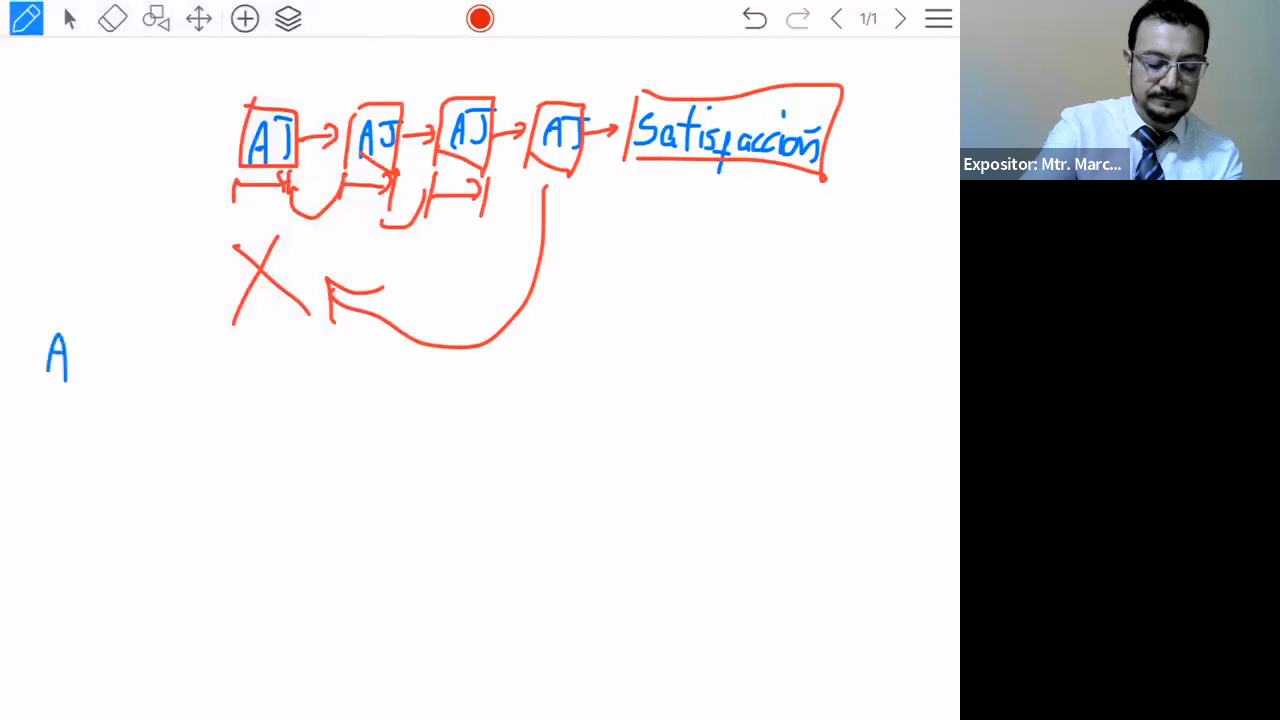 1/1
AJ AJ AJ AJ Satisfacción
Expositor: Mtr. Marc...
A